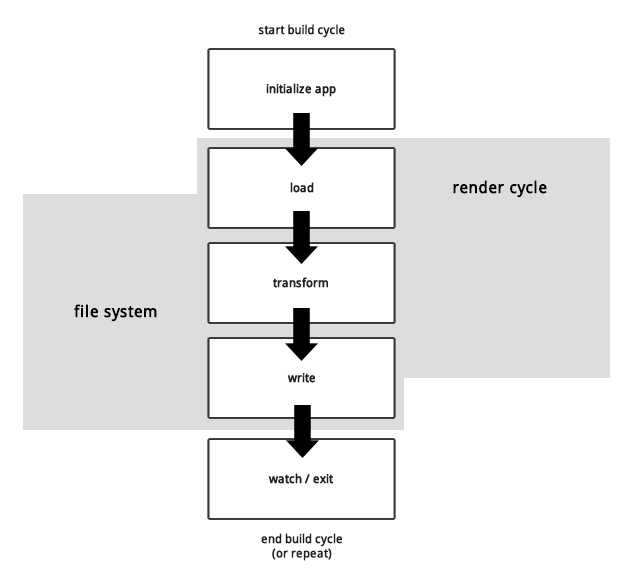 start build cycle
initialize app
load
render cycle
transform
file system
write
watch / exit
end build cycle
(or repeat)